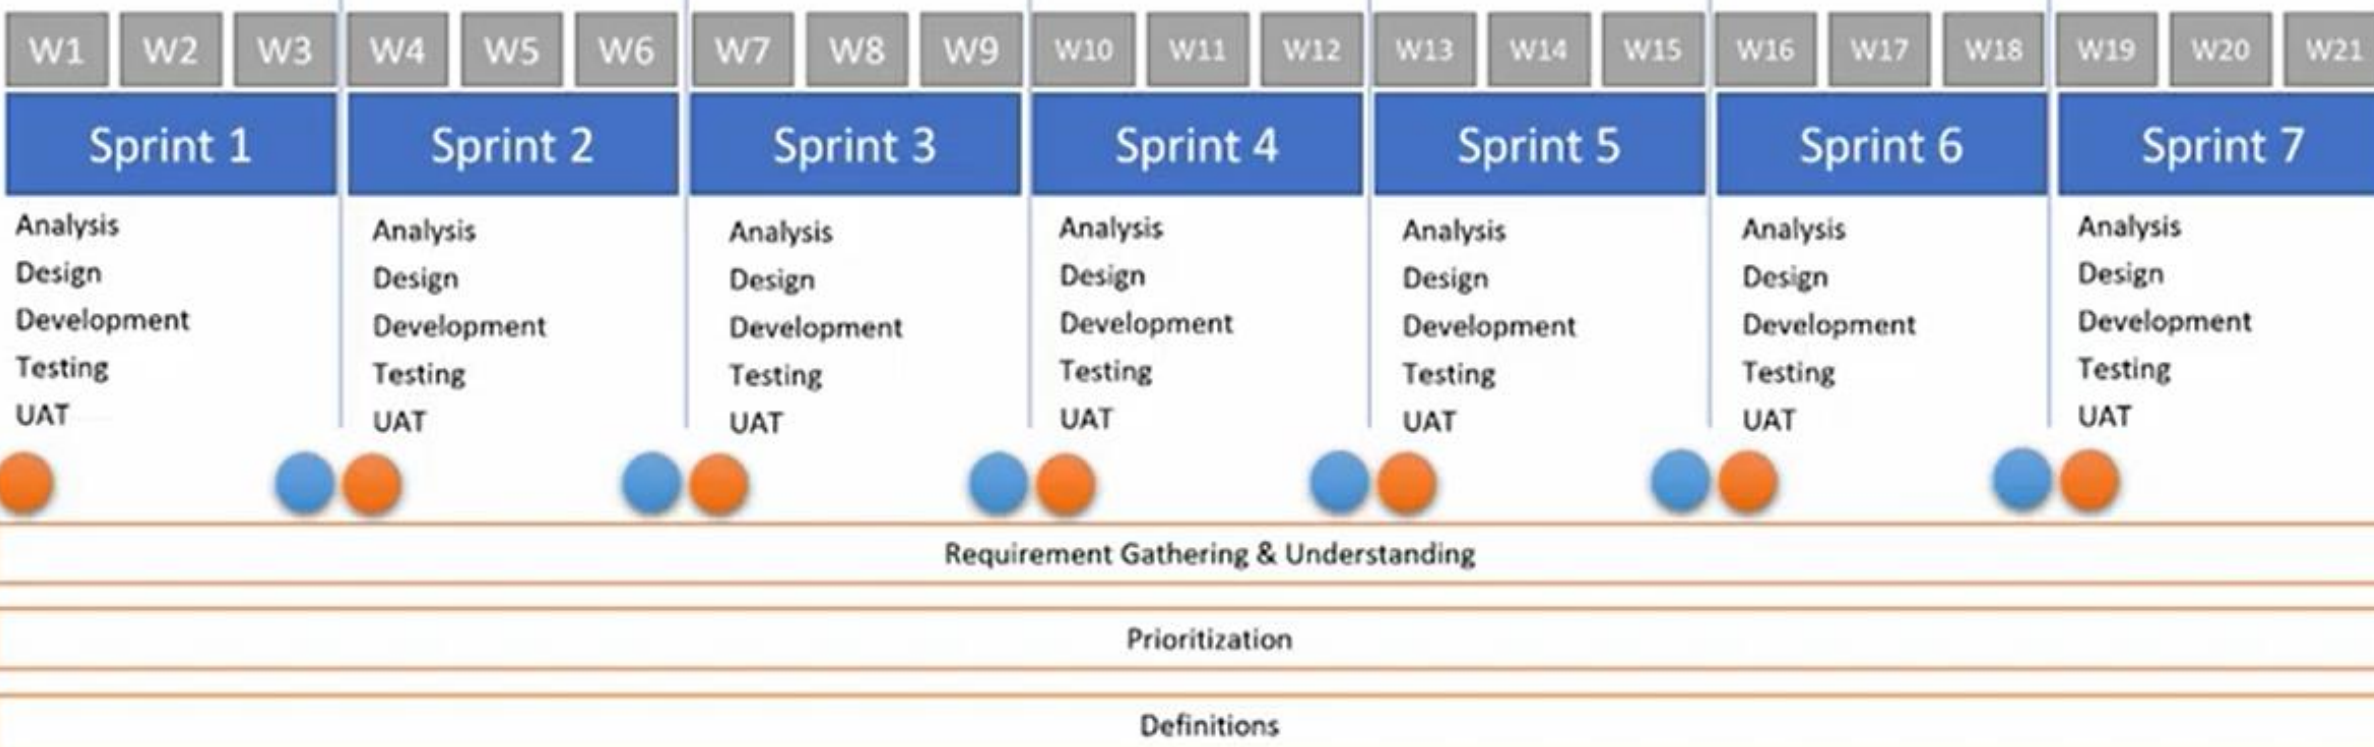 W1 W2 W3 W4 W5 W6 W7 W8 W9 W10 W11 W12 W13 W14 W15 W16 W17 W18 W19 W20 W21
Sprint 1 Sprint 2 Sprint 3 Sprint 4 Sprint 5 Sprint 6 Sprint 7
Analysis Analysis Analysis Analysis Analysis Analysis Analysis
Design Design Design Design Design Design Design
Development Development Development Development Development Development Development
Testing Testing Testing Testing Testing Testing Testing
UAT UAT UAT UAT UAT UAT UAT
Requirement Gathering & Understanding
Prioritization
Definitions